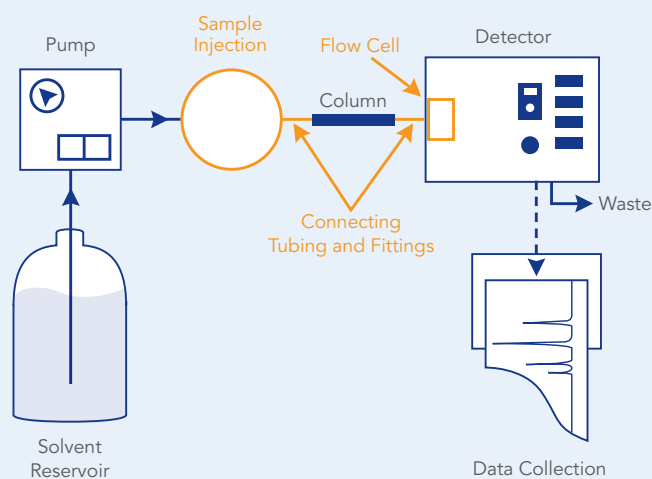 Sample
Injection
Pump
Flow Cell
Detector
Column
Connecting
Tubing and Fittings
Waste
Solvent
Reservoir
Data Collection